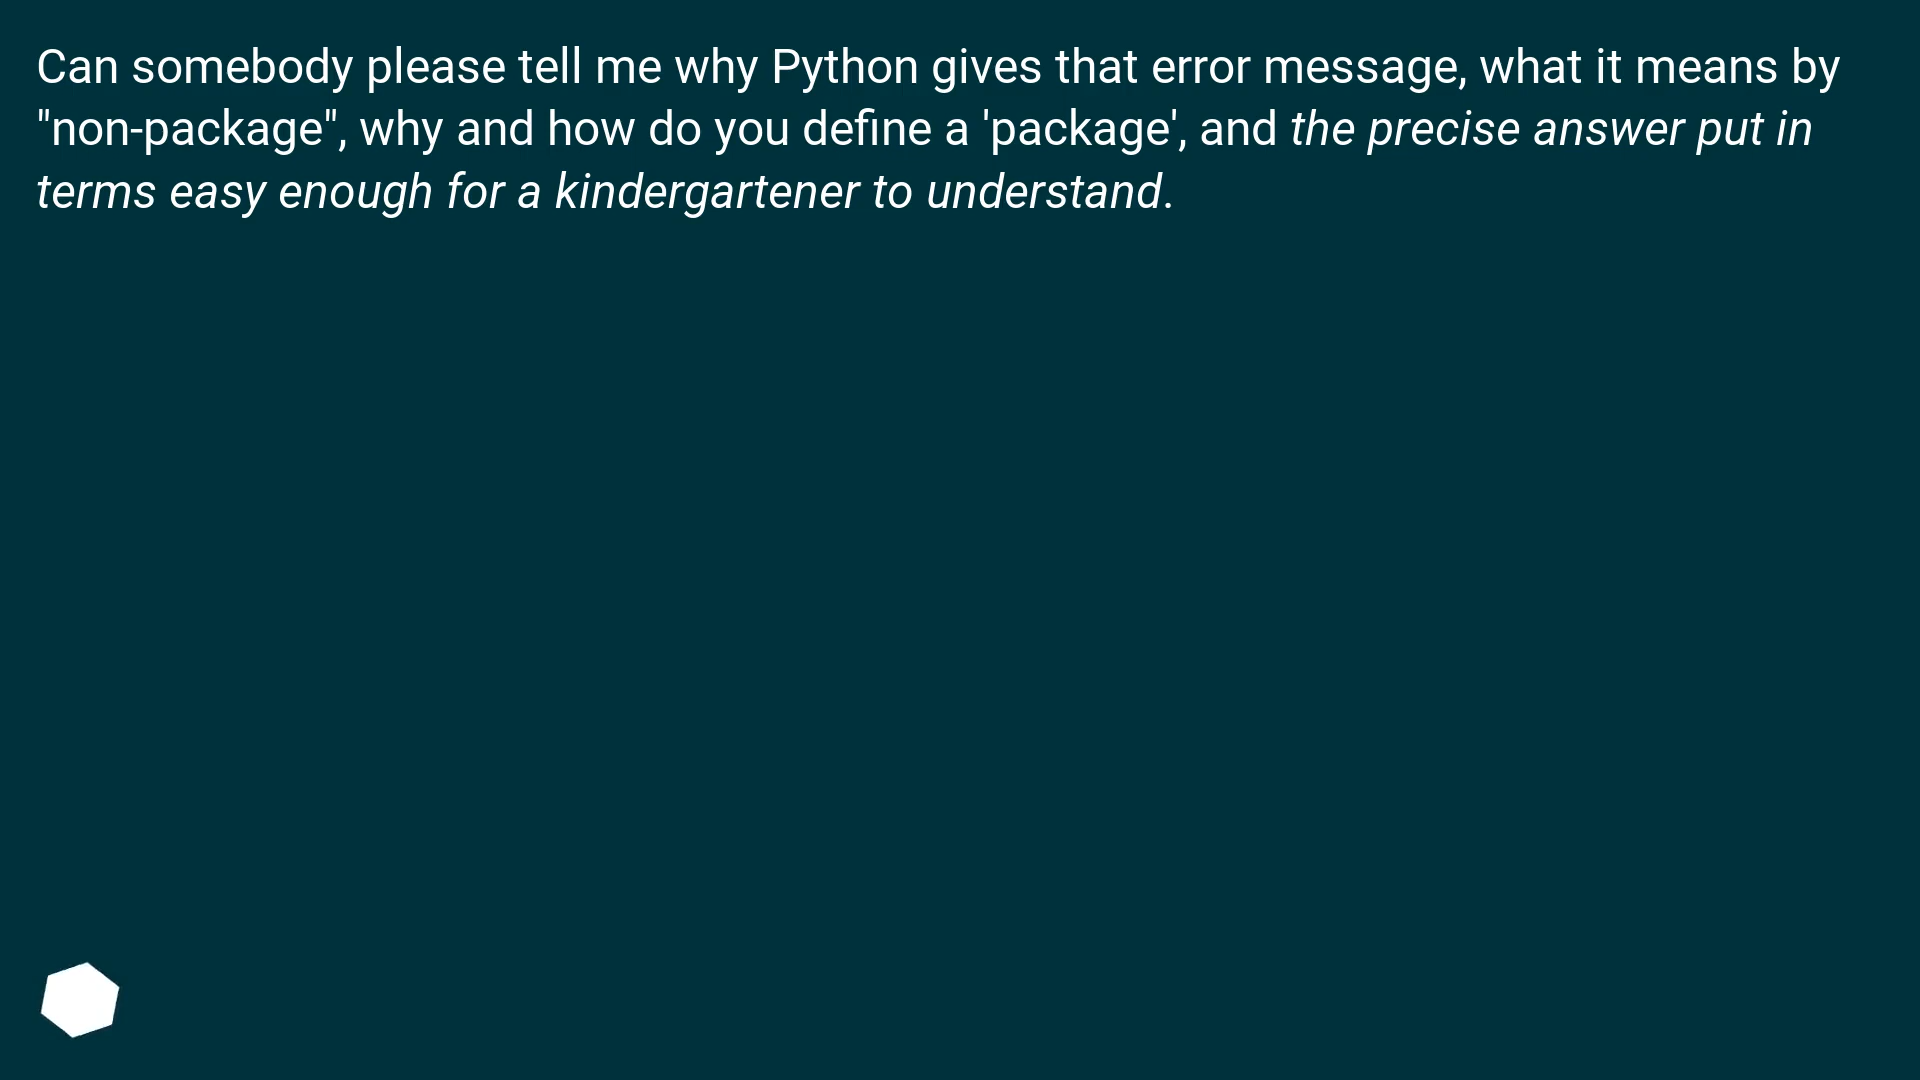 Can somebody please tell me why Python gives that error message, what it means by
"non-package", why and how do you define a 'package', and the precise answer put in
terms easy enough for a kindergartener to understand.